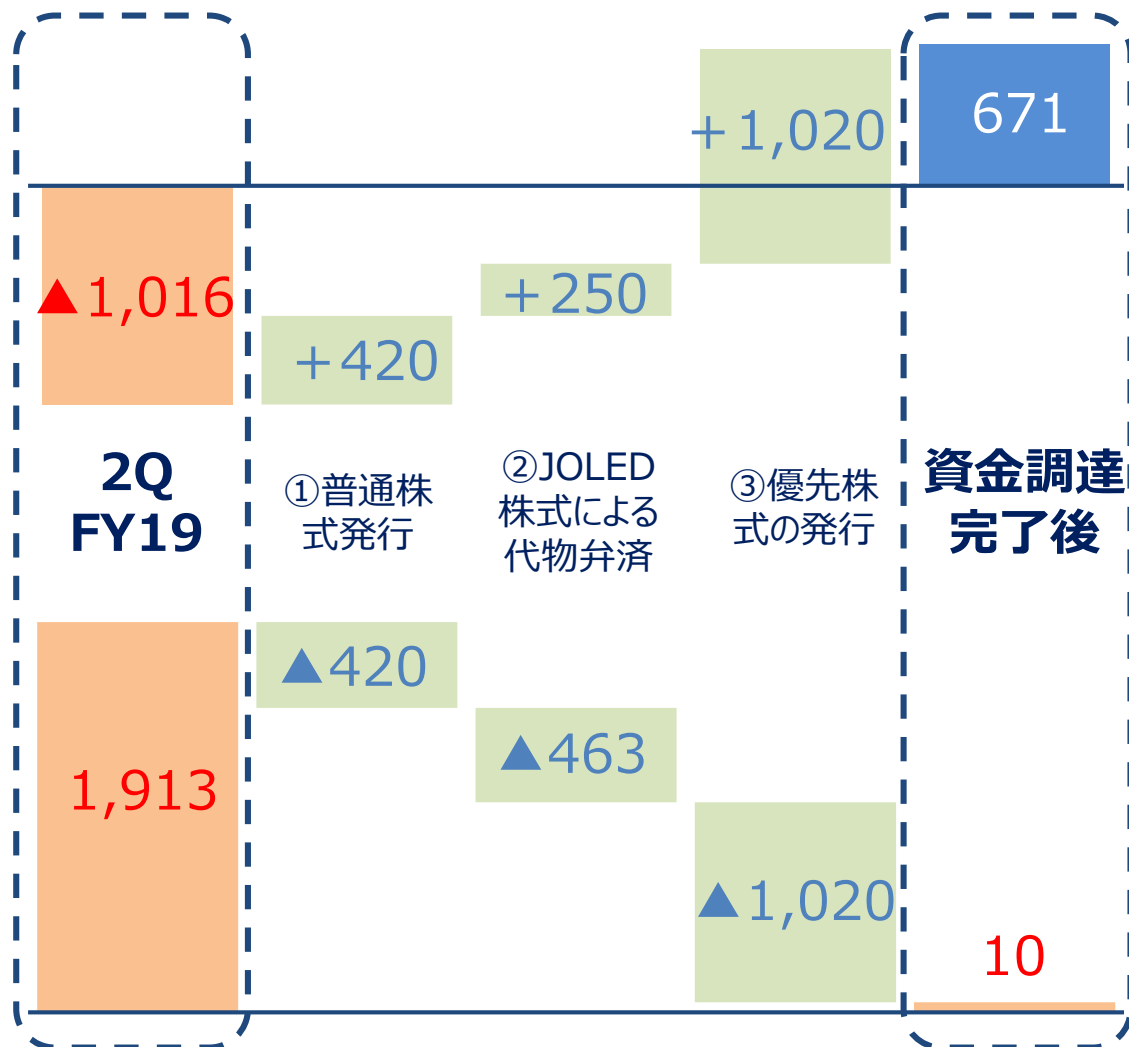 +1,020
671
▲1,016
+250
+420
2Q
FY19
①普通株
式発行
②JOLED
株式による
代物弁済
③優先株
式の発行
資金調達
完了後
▲420
▲463
1,913
▲1,020
10